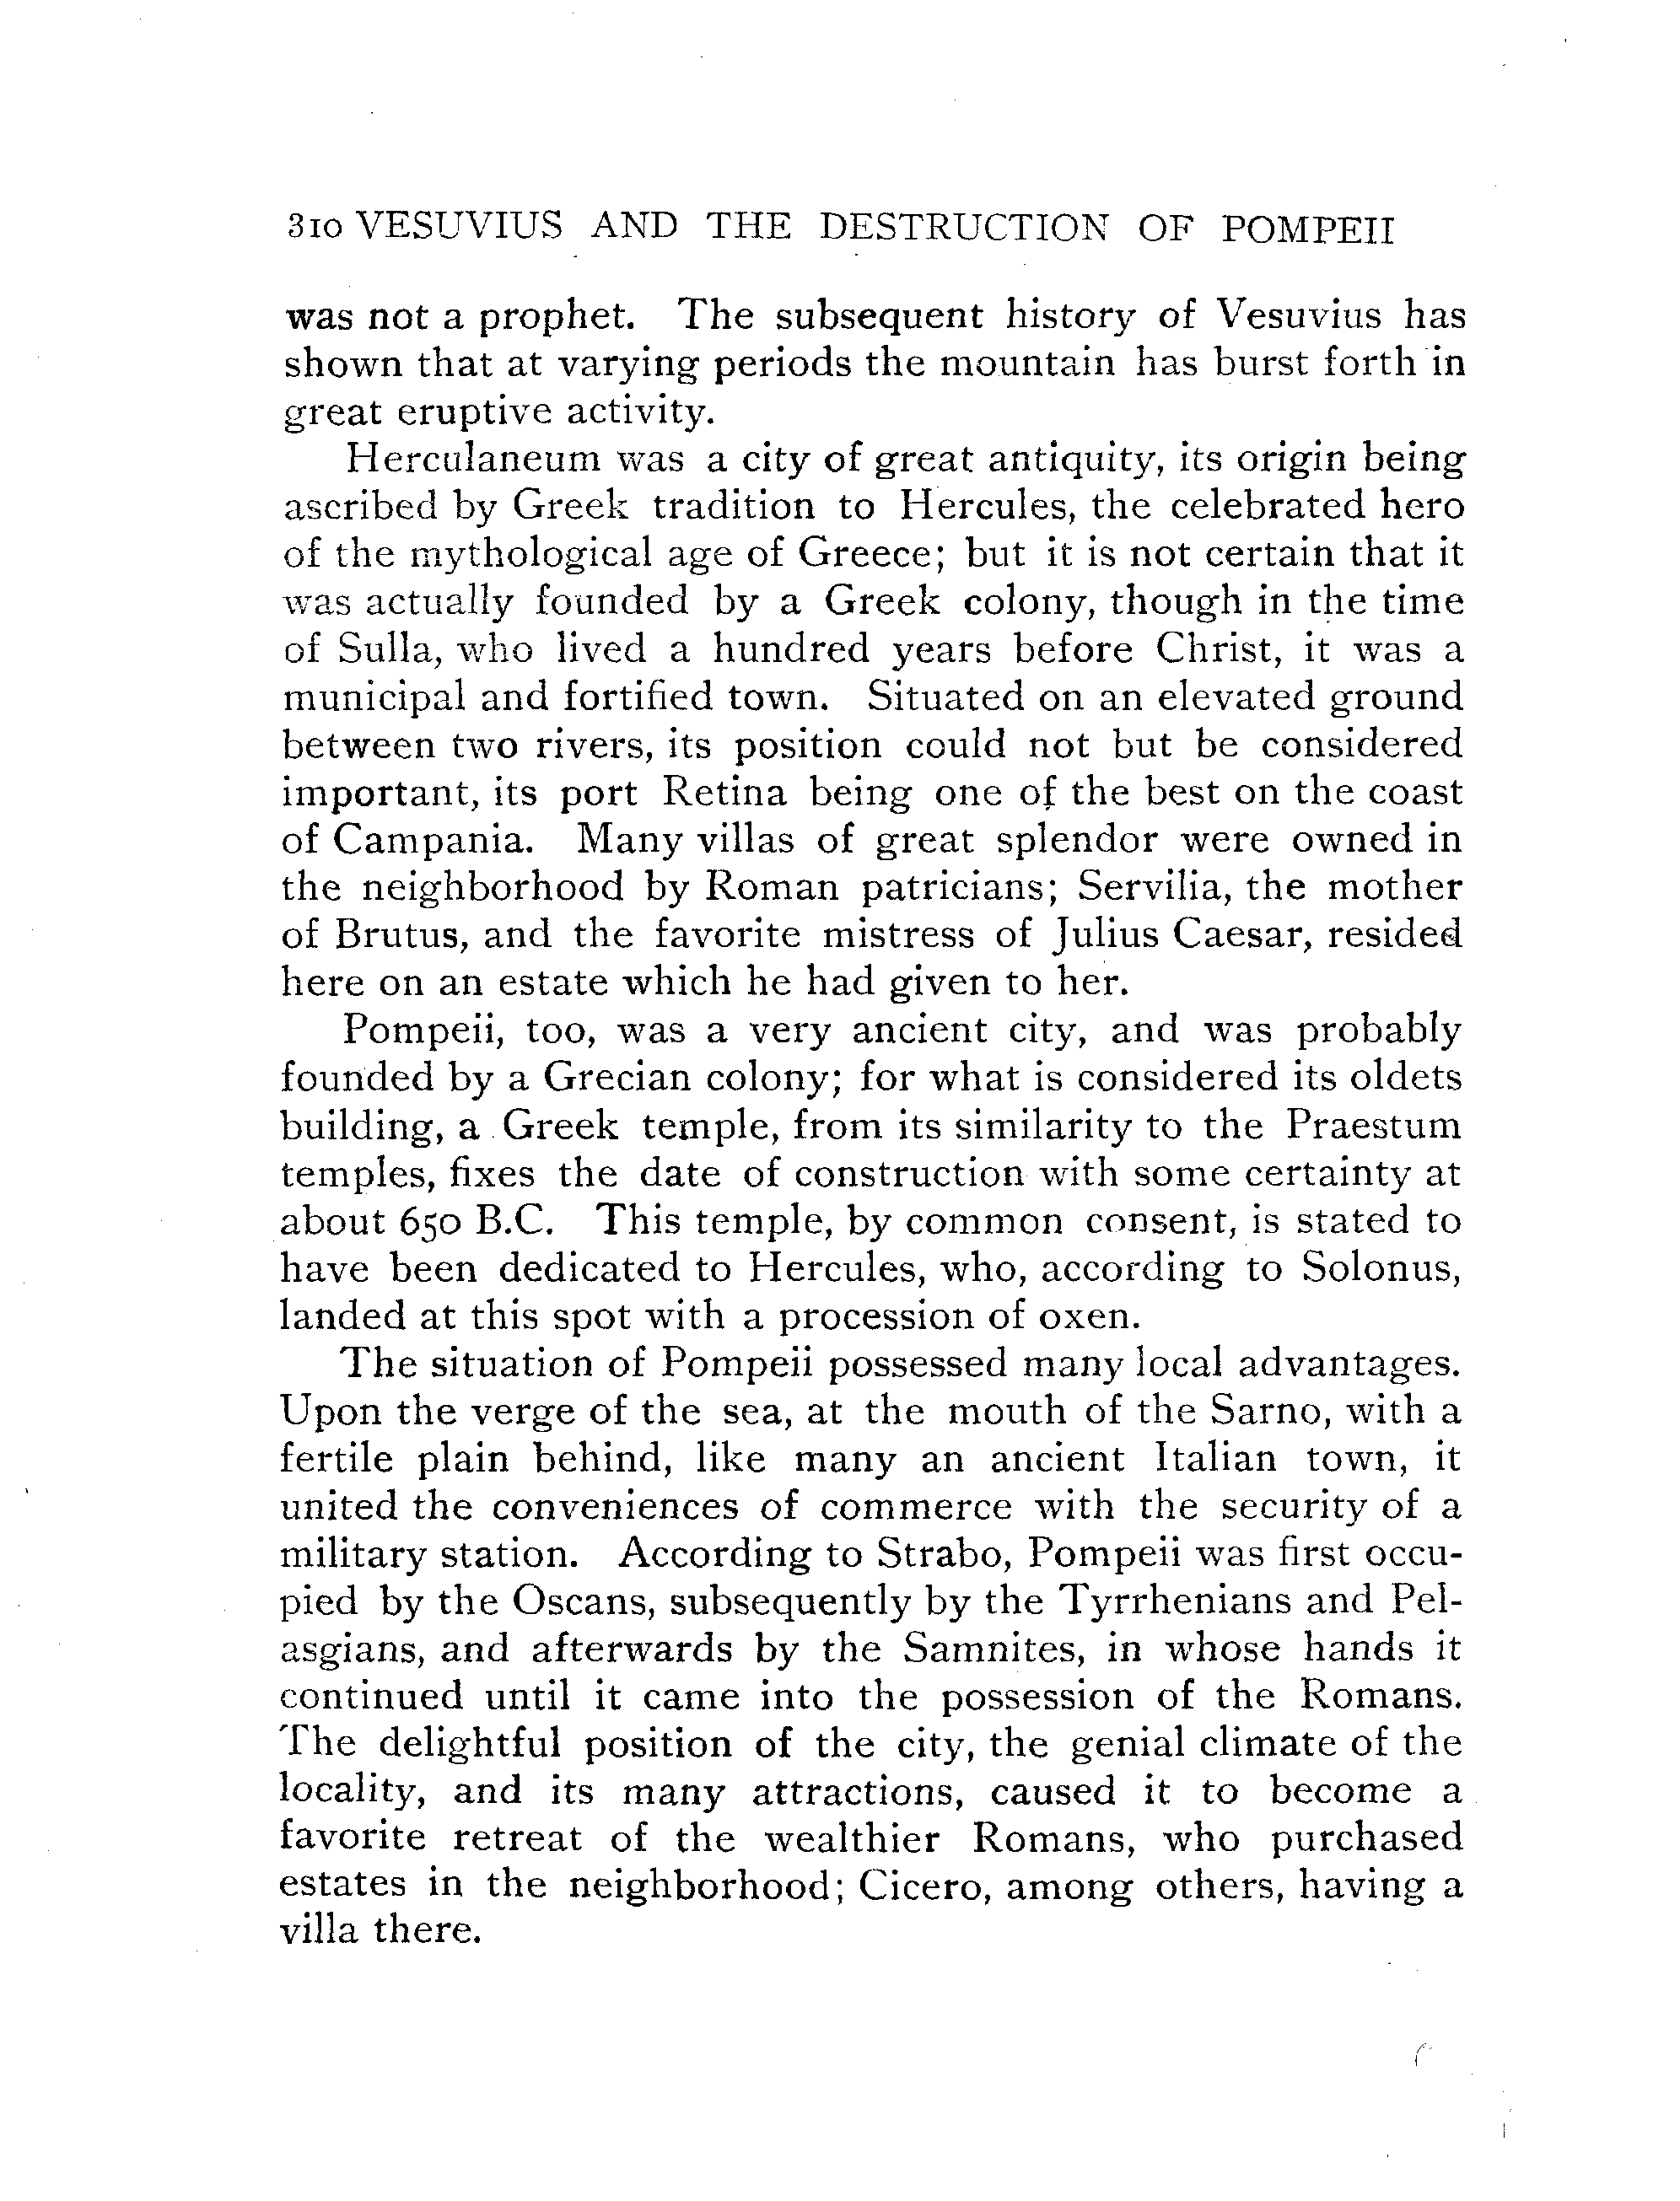 310 VESUVIUS AND THE DESTRUCTION OF POMPEII
was not a prophet. The subsequent history of Vesuvius has
shown that at varying periods the mountain has burst forth in
great eruptive activity.
Herculaneum was a city of great antiquity, its origin being
ascribed by Greek tradition to Hercules, the celebrated hero
of the mythological age of Greece; but it is not certain that it
was actually founded by a Greek colony, though in the time
of Sulla, who lived a hundred years before Christ, it was a
municipal and fortified town. Situated on an elevated ground
between two rivers, its position could not but be considered
important, its port Retina being one of the best on the coast
of Campania. Many villas of great splendor were owned in
the neighborhood by Roman patricians; Servilia, the mother
of Brutus, and the favorite mistress of Julius Caesar, resided
here on an estate which he had given to her.
Pompeii, too, was a very ancient city, and was probably
founded by a Grecian colony; for what is considered its oldets
building, a Greek temple, from its similarity to the Praestum
temples, fixes the date of construction with some certainty at
about 650 B.C. This temple, by common consent, is stated to
have been dedicated to Hercules, who, according to Solonus,
landed at this spot with a procession of oxen.
The situation of Pompeii possessed many local advantages.
Upon the verge of the sea, at the mouth of the Sarno, with a
fertile plain behind, like many an ancient Italian town, it
united the conveniences of commerce with the security of a
military station. According to Strabo, Pompeii was first occu-
pied by the Oscans, subsequently by the Tyrrhenians and Pel-
asgians, and afterwards by the Samnites, in whose hands it
continued until it came into the possession of the Romans.
The delightful position of the city, the genial climate of the
locality, and its many attractions, caused it to become a
favorite retreat of the wealthier Romans, who purchased
estates in the neighborhood; Cicero, among others, having a
villa there.